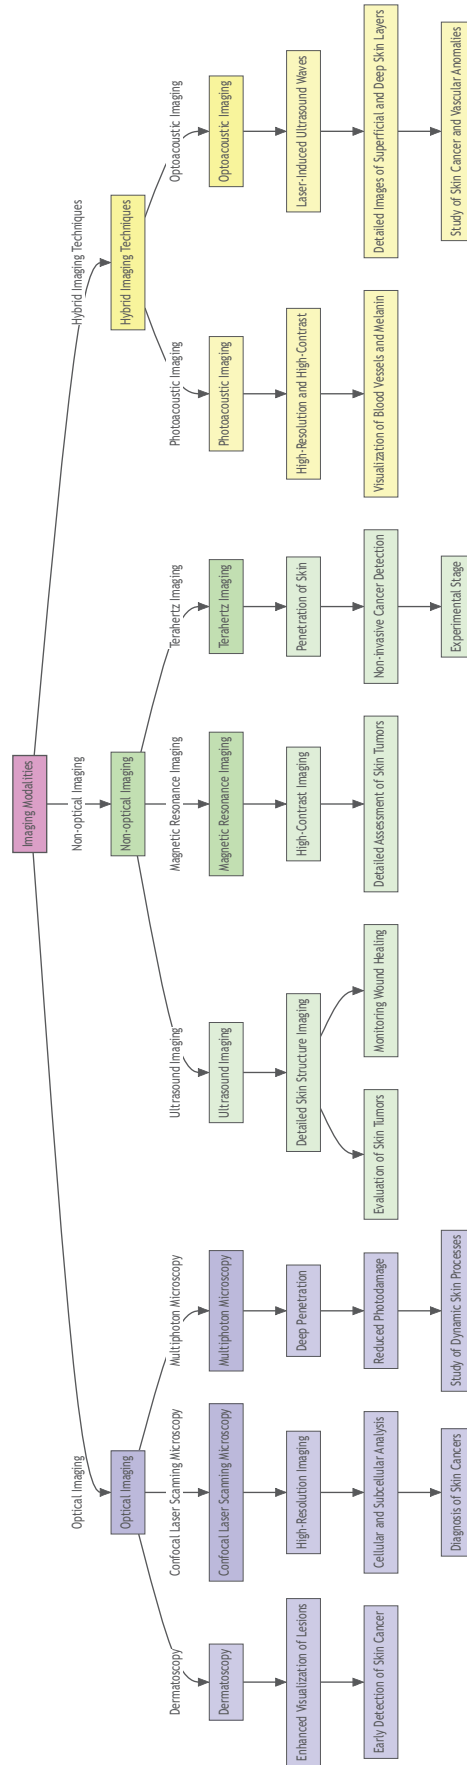 Imaging Modalities
Optical Imaging
Non-optical Imaging
Hybrid Imaging Techniques
Optical Imaging
Non-optical Imaging
Hybrid Imaging Techniques
Dermatoscopy
Confocal Laser Scanning Microscopy
Multiphoton Microscopy
Ultrasound Imaging
Magnetic Resonance Imaging
Terahertz Imaging
Photoacoustic Imaging
Optoacoustic Imaging
Dermatoscopy
Confocal Laser Scanning Microscopy
Multiphoton Microscopy
Ultrasound Imaging
Magnetic Resonance Imaging
Terahertz Imaging
Photoacoustic Imaging
Optoacoustic Imaging
Enhanced Visualization of Lesions
High-Resolution Imaging
Deep Penetration
Detailed Skin Structure Imaging
High-Contrast Imaging
Penetration of Skin
High-Resolution and High-Contrast
Laser-Induced Ultrasound Waves
Early Detection of Skin Cancer
Cellular and Subcellular Analysis
Reduced Photodamage
Evaluation of Skin Tumors
Monitoring Wound Healing
Detailed Assessment of Skin Tumors
Non-invasive Cancer Detection
Visualization of Blood Vessels and Melanin
Detailed Images of Superficial and Deep Skin Layers
Diagnosis of Skin Cancers
Study of Dynamic Skin Processes
Experimental Stage
Study of Skin Cancer and Vascular Anomalies